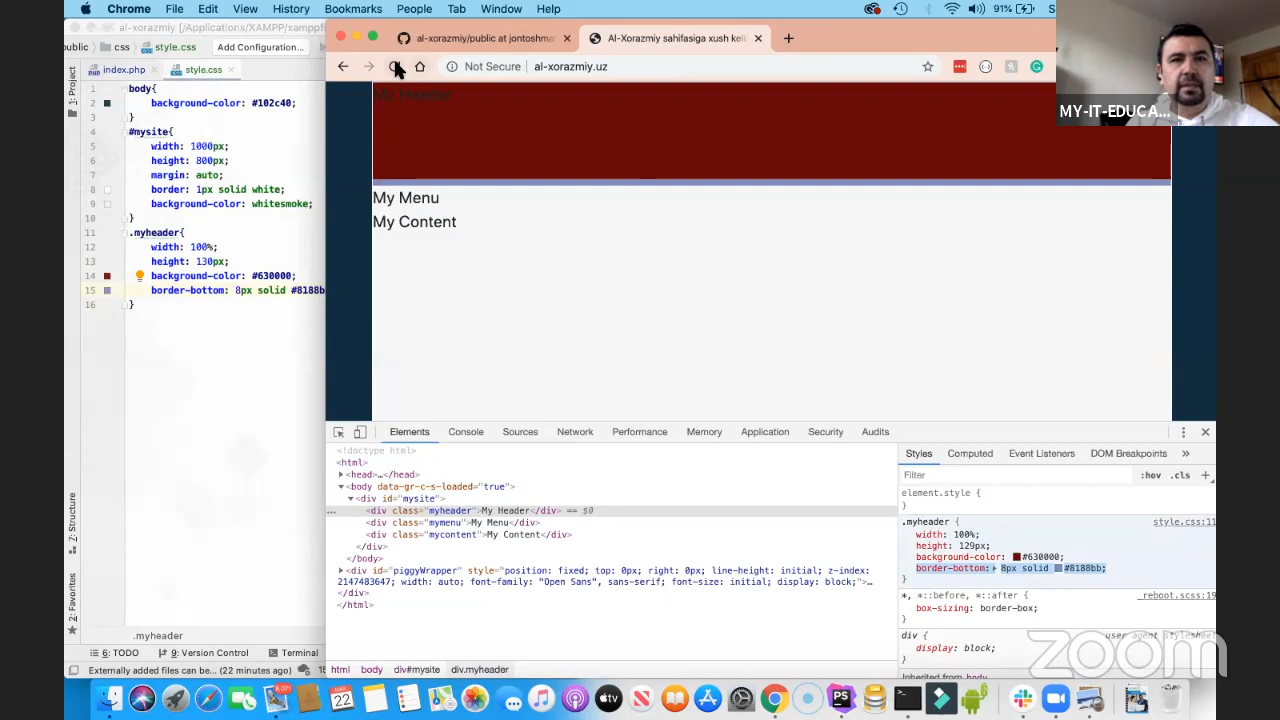 Chrome File Edit View History Bookmarks People Tab Window Help 91%
al-xorazmiy [/Applications/XAMPP/xamppf
public css style.css Add Configuration...
index.php style.css
1: Project
1 body{
2 background-color: #102c40;
3 }
4 #mysite{
5 width: 1000px;
6 height: 800px;
7 margin: auto;
8 border: 1px solid white;
9 background-color: whitesmoke;
10 }
11 .myheader{
12 width: 100%;
13 height: 130px;
14 background-color: #630000;
15 border-bottom: 8px solid #8188b
16 }
7: Structure
2: Favorites
.myheader
6: TODO 9: Version Control Terminal
Externally added files can be... (22 minutes ago)
al-xorazmiy/public at jontoshma
Al-Xorazmiy sahifasiga xush keli
Not Secure al-xorazmiy.uz
My Header
My Menu
My Content
MY-IT-EDUCA...
Elements Console Sources Network Performance Memory Application Security Audits
<!doctype html>
<html>
<head>…</head>
<body data-gr-c-s-loaded="true">
<div id="mysite">
… <div class="myheader">My Header</div> == $0
<div class="mymenu">My Menu</div>
<div class="mycontent">My Content</div>
</div>
</body>
<div id="piggyWrapper" style="position: fixed; top: 0px; right: 0px; line-height: initial; z-index:
2147483647; width: auto; font-family: "Open Sans", sans-serif; font-size: initial; display: block;">…
</div>
</html>
html body div#mysite div.myheader
Styles Computed Event Listeners DOM Breakpoints »
Filter :hov .cls +
element.style {
}
.myheader { style.css:11
width: 100%;
height: 129px;
background-color: #630000;
border-bottom: 8px solid #8188bb;
}
*, *::before, *::after { _reboot.scss:19
box-sizing: border-box;
}
div { user agent stylesheet
display: block;
}
Inherited from body
zoom